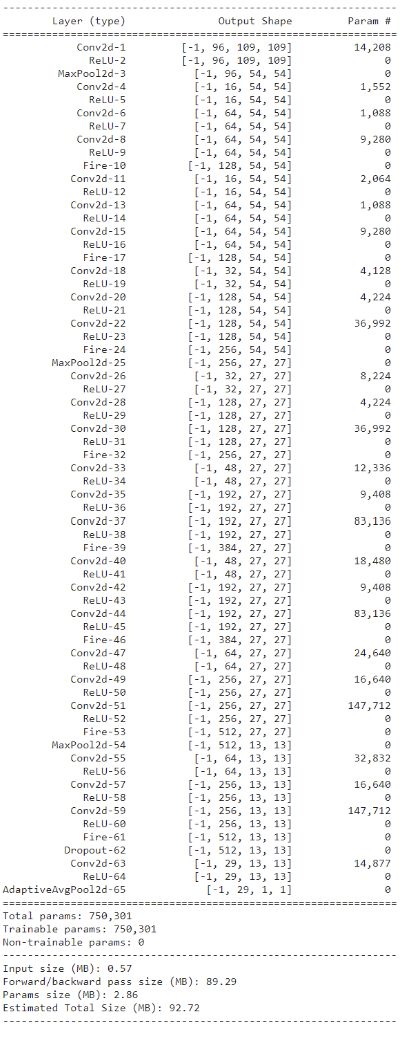 ----------------------------------------------------------------
Layer (type) Output Shape Param #
================================================================
Conv2d-1 [-1, 96, 109, 109] 14,208
ReLU-2 [-1, 96, 109, 109] 0
MaxPool2d-3 [-1, 96, 54, 54] 0
Conv2d-4 [-1, 16, 54, 54] 1,552
ReLU-5 [-1, 16, 54, 54] 0
Conv2d-6 [-1, 64, 54, 54] 1,088
ReLU-7 [-1, 64, 54, 54] 0
Conv2d-8 [-1, 64, 54, 54] 9,280
ReLU-9 [-1, 64, 54, 54] 0
Fire-10 [-1, 128, 54, 54] 0
Conv2d-11 [-1, 16, 54, 54] 2,064
ReLU-12 [-1, 16, 54, 54] 0
Conv2d-13 [-1, 64, 54, 54] 1,088
ReLU-14 [-1, 64, 54, 54] 0
Conv2d-15 [-1, 64, 54, 54] 9,280
ReLU-16 [-1, 64, 54, 54] 0
Fire-17 [-1, 128, 54, 54] 0
Conv2d-18 [-1, 32, 54, 54] 4,128
ReLU-19 [-1, 32, 54, 54] 0
Conv2d-20 [-1, 128, 54, 54] 4,224
ReLU-21 [-1, 128, 54, 54] 0
Conv2d-22 [-1, 128, 54, 54] 36,992
ReLU-23 [-1, 128, 54, 54] 0
Fire-24 [-1, 256, 54, 54] 0
MaxPool2d-25 [-1, 256, 27, 27] 0
Conv2d-26 [-1, 32, 27, 27] 8,224
ReLU-27 [-1, 32, 27, 27] 0
Conv2d-28 [-1, 128, 27, 27] 4,224
ReLU-29 [-1, 128, 27, 27] 0
Conv2d-30 [-1, 128, 27, 27] 36,992
ReLU-31 [-1, 128, 27, 27] 0
Fire-32 [-1, 256, 27, 27] 0
Conv2d-33 [-1, 48, 27, 27] 12,336
ReLU-34 [-1, 48, 27, 27] 0
Conv2d-35 [-1, 192, 27, 27] 9,408
ReLU-36 [-1, 192, 27, 27] 0
Conv2d-37 [-1, 192, 27, 27] 83,136
ReLU-38 [-1, 192, 27, 27] 0
Fire-39 [-1, 384, 27, 27] 0
Conv2d-40 [-1, 48, 27, 27] 18,480
ReLU-41 [-1, 48, 27, 27] 0
Conv2d-42 [-1, 192, 27, 27] 9,408
ReLU-43 [-1, 192, 27, 27] 0
Conv2d-44 [-1, 192, 27, 27] 83,136
ReLU-45 [-1, 192, 27, 27] 0
Fire-46 [-1, 384, 27, 27] 0
Conv2d-47 [-1, 64, 27, 27] 24,640
ReLU-48 [-1, 64, 27, 27] 0
Conv2d-49 [-1, 256, 27, 27] 16,640
ReLU-50 [-1, 256, 27, 27] 0
Conv2d-51 [-1, 256, 27, 27] 147,712
ReLU-52 [-1, 256, 27, 27] 0
Fire-53 [-1, 512, 27, 27] 0
MaxPool2d-54 [-1, 512, 13, 13] 0
Conv2d-55 [-1, 64, 13, 13] 32,832
ReLU-56 [-1, 64, 13, 13] 0
Conv2d-57 [-1, 256, 13, 13] 16,640
ReLU-58 [-1, 256, 13, 13] 0
Conv2d-59 [-1, 256, 13, 13] 147,712
ReLU-60 [-1, 256, 13, 13] 0
Fire-61 [-1, 512, 13, 13] 0
Dropout-62 [-1, 512, 13, 13] 0
Conv2d-63 [-1, 29, 13, 13] 14,877
ReLU-64 [-1, 29, 13, 13] 0
AdaptiveAvgPool2d-65 [-1, 29, 1, 1] 0
================================================================
Total params: 750,301
Trainable params: 750,301
Non-trainable params: 0
----------------------------------------------------------------
Input size (MB): 0.57
Forward/backward pass size (MB): 89.29
Params size (MB): 2.86
Estimated Total Size (MB): 92.72
----------------------------------------------------------------